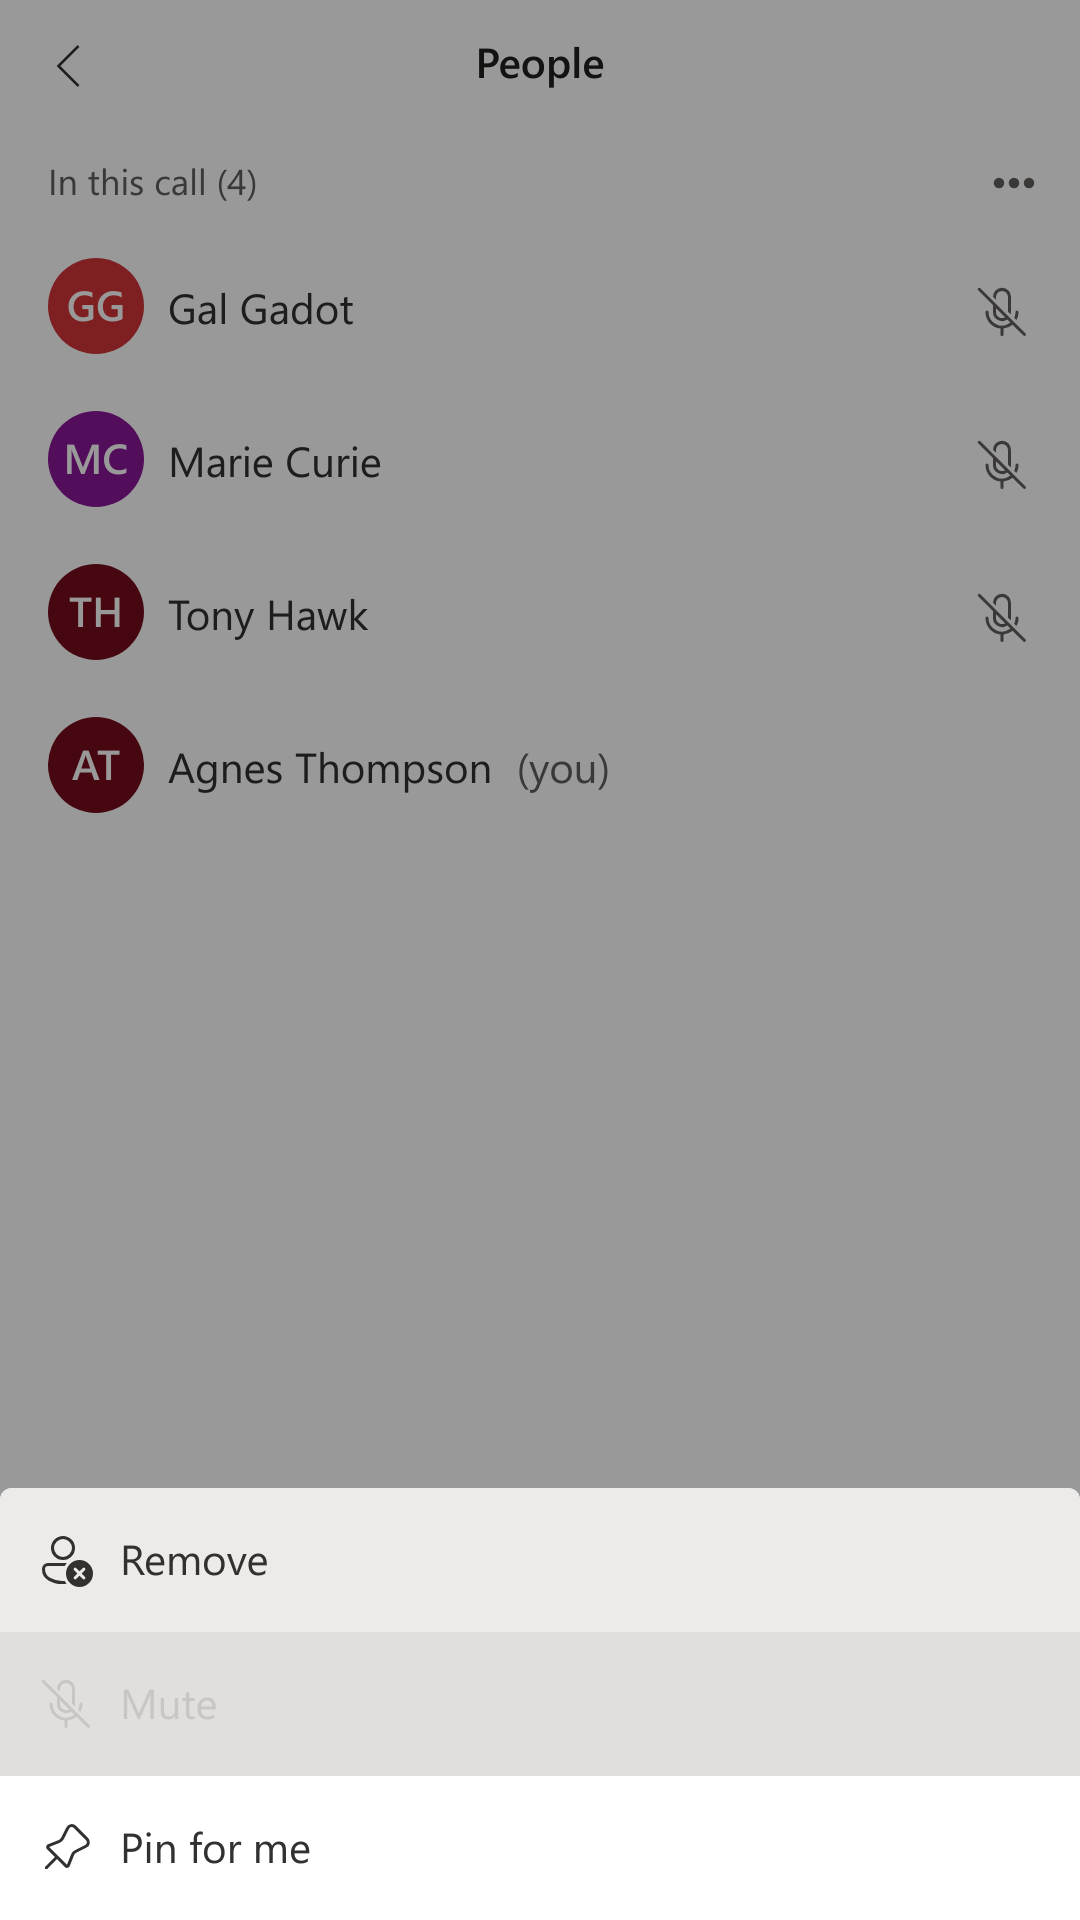 People
In this call (4)
GG Gal Gadot
MC Marie Curie
TH Tony Hawk
AT Agnes Thompson (you)
Remove
Mute
Pin for me